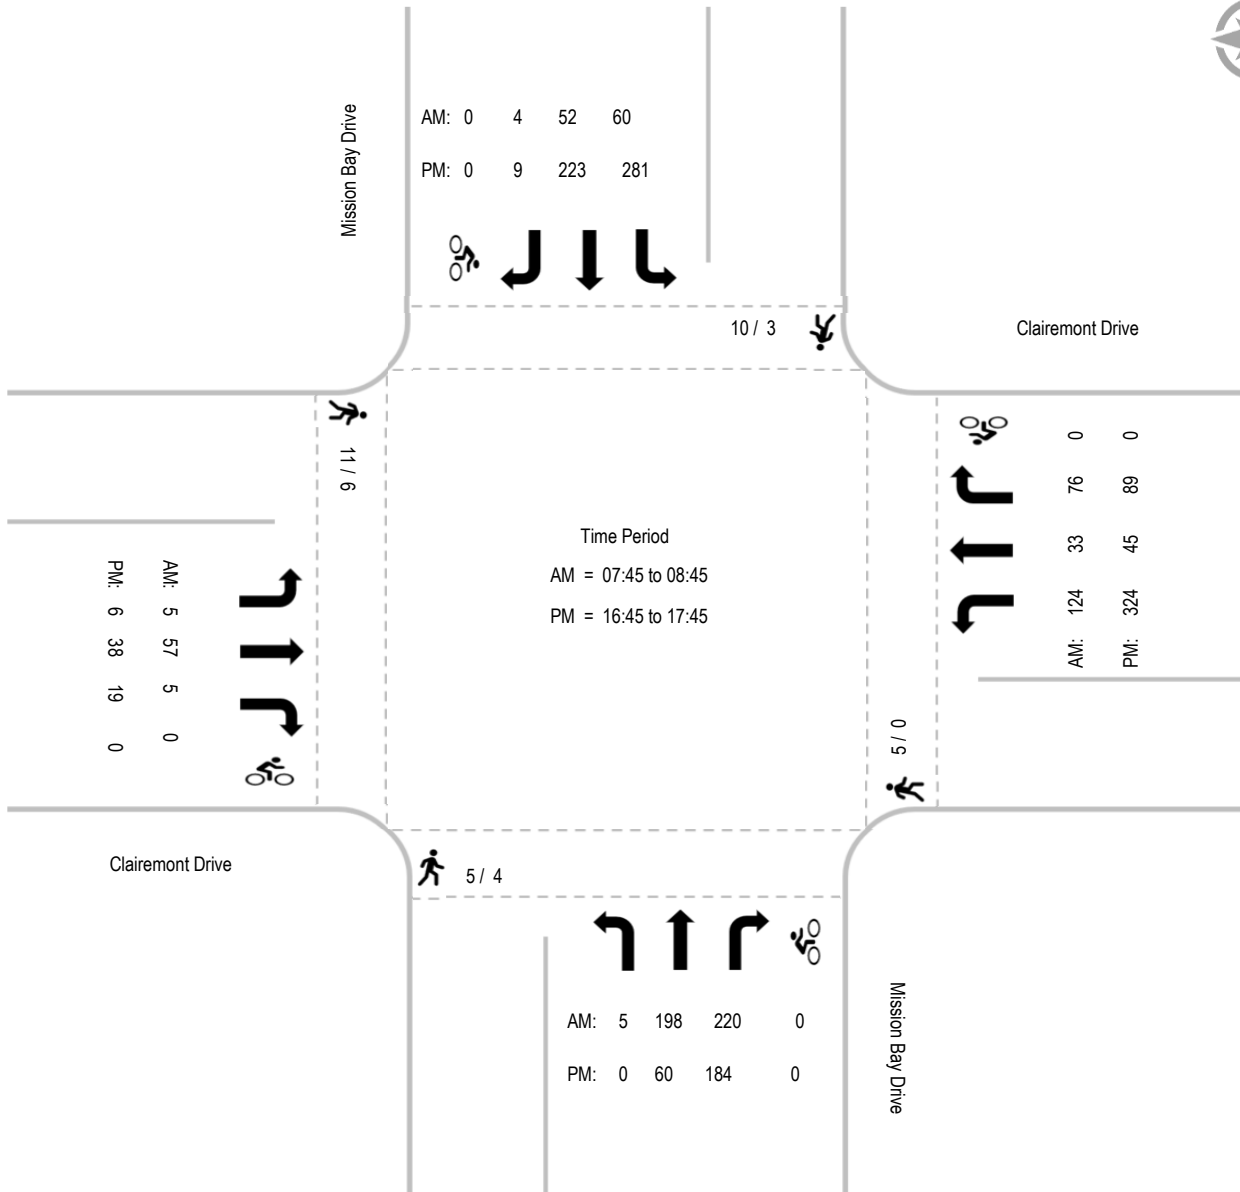 Mission Bay Drive
AM: 0 4 52 60
PM: 0 9 223 281
10 / 3
Clairemont Drive
11 / 6
0 0
76 89
33 45
124 324
AM: PM:
Time Period
AM = 07:45 to 08:45
PM = 16:45 to 17:45
AM: 5 57 5 0
PM: 6 38 19 0
0 / 5
Clairemont Drive
5 / 4
AM: 5 198 220 0
PM: 0 60 184 0
Mission Bay Drive